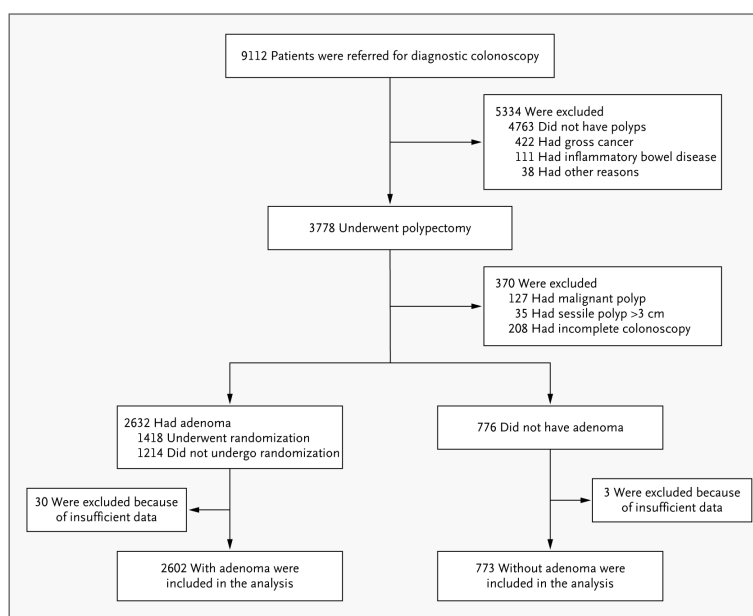 9112 Patients were referred for diagnostic colonoscopy
5334 Were excluded
4763 Did not have polyps
422 Had gross cancer
111 Had inflammatory bowel disease
38 Had other reasons
3778 Underwent polypectomy
370 Were excluded
127 Had malignant polyp
35 Had sessile polyp >3 cm
208 Had incomplete colonoscopy
2632 Had adenoma
1418 Underwent randomization
1214 Did not undergo randomization
776 Did not have adenoma
30 Were excluded because
of insufficient data
3 Were excluded because
of insufficient data
2602 With adenoma were
included in the analysis
773 Without adenoma were
included in the analysis